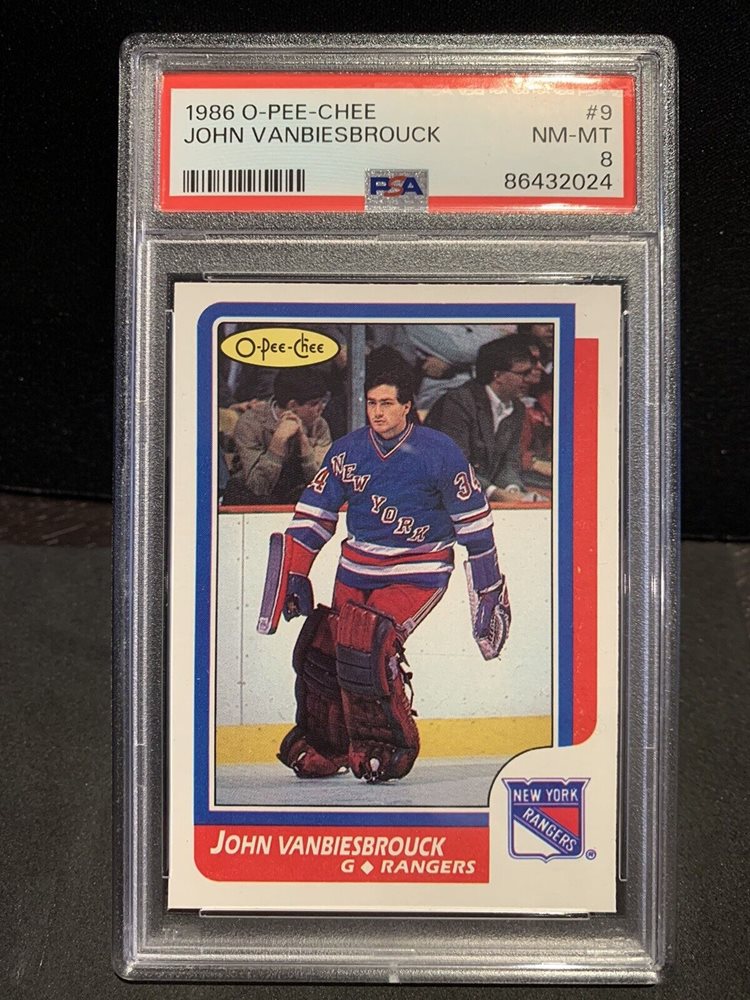 1986 O-PEE-CHEE #9
JOHN VANBIESBROUCK NM-MT
8
PSA 86432024
O-Pee-Chee
34 34
NEW YORK
NEW YORK
RANGERS
®
JOHN VANBIESBROUCK
G ◆ RANGERS